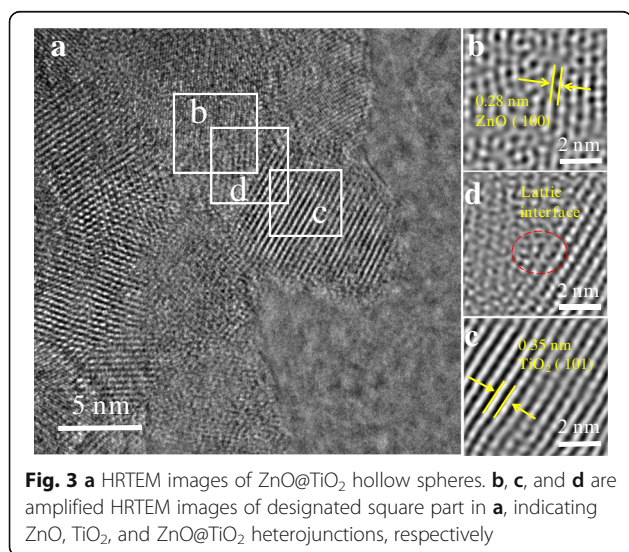 a
b
d
c
5 nm
b
0.28 nm
ZnO (100)
2 nm
d
Lattic
interface
2 nm
c
0.35 nm
TiO₂ (101)
2 nm
Fig. 3 a HRTEM images of ZnO@TiO₂ hollow spheres. b, c, and d are
amplified HRTEM images of designated square part in a, indicating
ZnO, TiO₂, and ZnO@TiO₂ heterojunctions, respectively